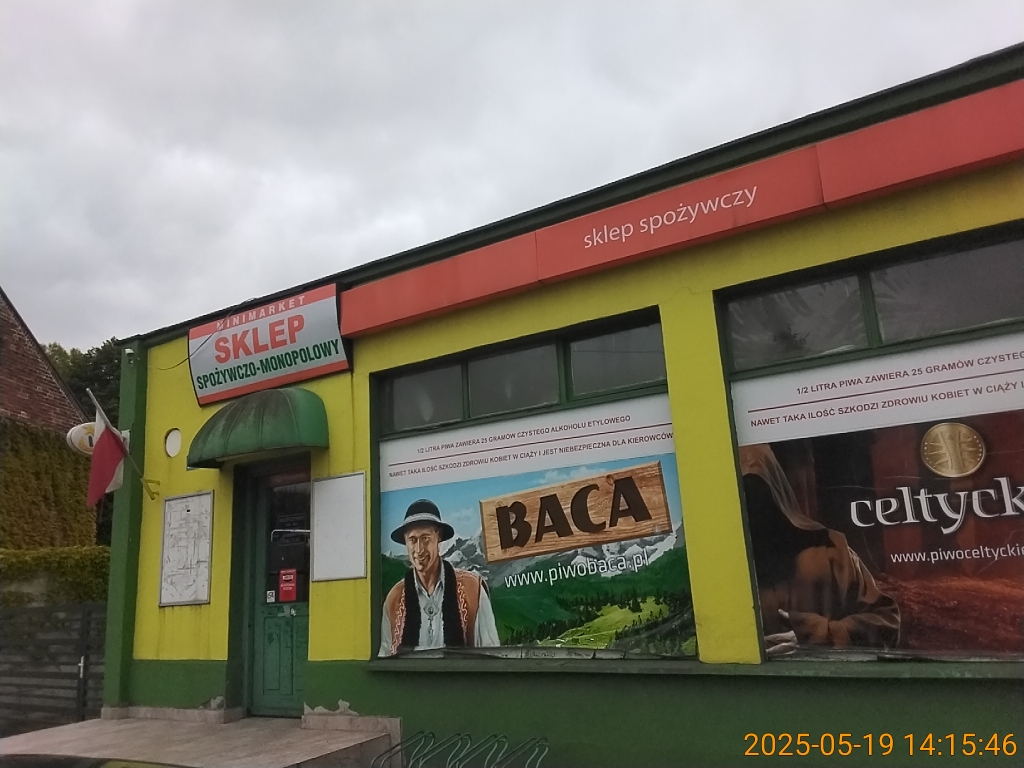 MINIMARKET
SKLEP
SPOŻYWCZO-MONOPOLOWY
sklep spożywczy
1/2 LITRA PIWA ZAWIERA 25 GRAMÓW CZYSTEGO ALKOHOLU ETYLOWEGO
NAWET TAKA ILOŚĆ SZKODZI ZDROWIU KOBIET W CIĄŻY I JEST NIEBEZPIECZNA DLA KIEROWCÓW
BACA
www.piwobaca.pl
1/2 LITRA PIWA ZAWIERA 25 GRAMÓW CZYSTEGO
NAWET TAKA ILOŚĆ SZKODZI ZDROWIU KOBIET W CIĄŻY I
celtyck
www.piwoceltyckie
2025-05-19 14:15:46